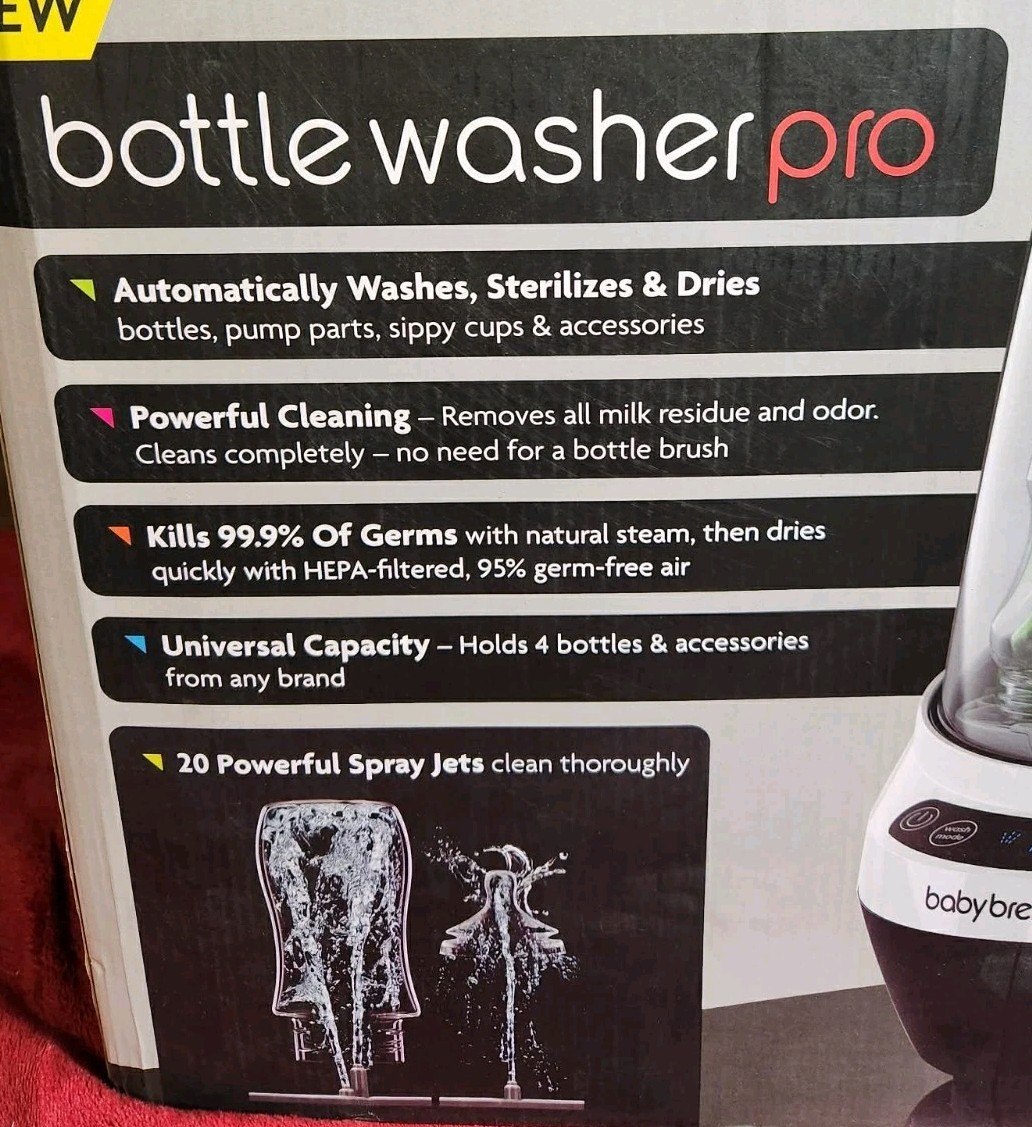 EW
bottle washer pro
Automatically Washes, Sterilizes & Dries
bottles, pump parts, sippy cups & accessories
Powerful Cleaning – Removes all milk residue and odor.
Cleans completely – no need for a bottle brush
Kills 99.9% Of Germs with natural steam, then dries
quickly with HEPA-filtered, 95% germ-free air
Universal Capacity – Holds 4 bottles & accessories
from any brand
20 Powerful Spray Jets clean thoroughly
wash
mode
babybre